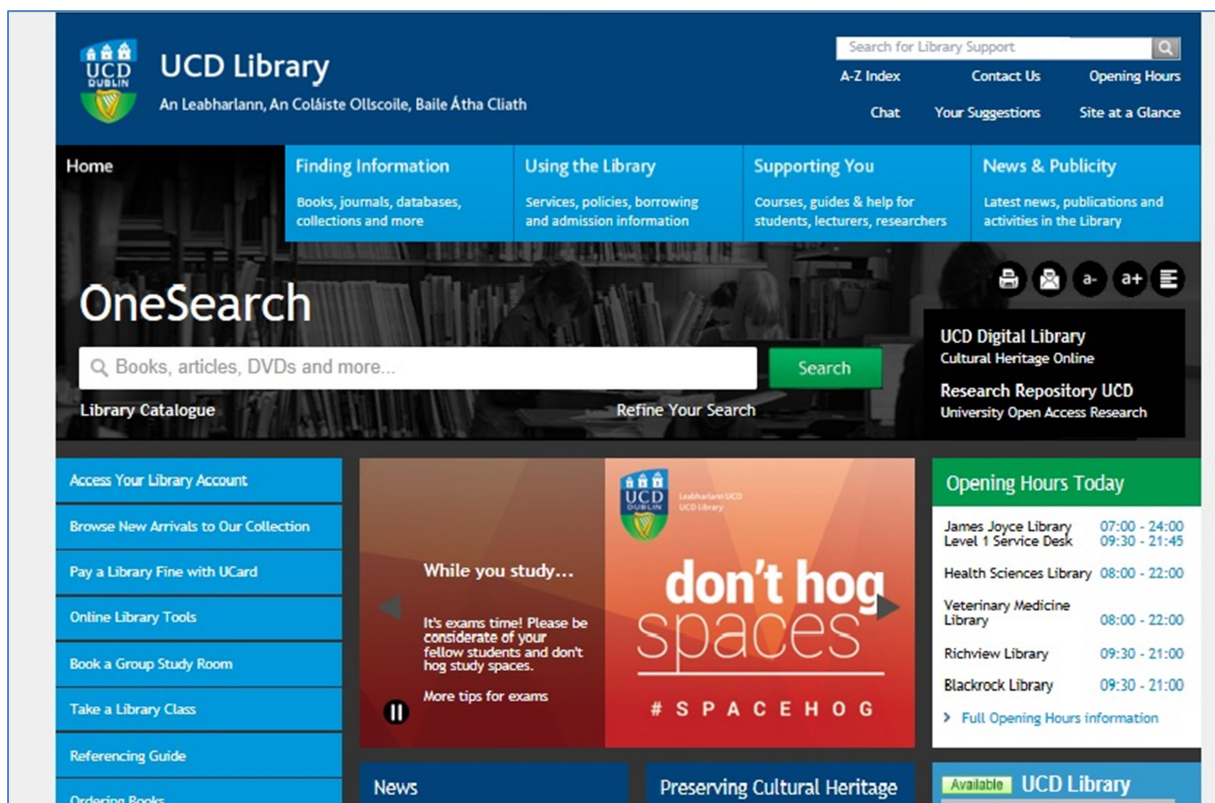 UCD
DUBLIN
UCD Library
An Leabharlann, An Coláiste Ollscoile, Baile Átha Cliath
Search for Library Support
A-Z Index
Contact Us
Opening Hours
Chat
Your Suggestions
Site at a Glance
Home
Finding Information
Books, journals, databases,
collections and more
Using the Library
Services, policies, borrowing
and admission information
Supporting You
Courses, guides & help for
students, lecturers, researchers
News & Publicity
Latest news, publications and
activities in the Library
a-
a+
OneSearch
Books, articles, DVDs and more...
Search
Library Catalogue
Refine Your Search
UCD Digital Library
Cultural Heritage Online
Research Repository UCD
University Open Access Research
Access Your Library Account
Browse New Arrivals to Our Collection
Pay a Library Fine with UCard
Online Library Tools
Book a Group Study Room
Take a Library Class
Referencing Guide
Ordering Books
While you study...
It's exams time! Please be
considerate of your
fellow students and don't
hog study spaces.
More tips for exams
UCD
DUBLIN
Leabharlann UCD
UCD Library
don't hog
spaces
#SPACEHOG
Opening Hours Today
James Joyce Library 07:00 - 24:00
Level 1 Service Desk 09:30 - 21:45
Health Sciences Library 08:00 - 22:00
Veterinary Medicine
Library 08:00 - 22:00
Richview Library 09:30 - 21:00
Blackrock Library 09:30 - 21:00
Full Opening Hours information
News
Preserving Cultural Heritage
Available UCD Library